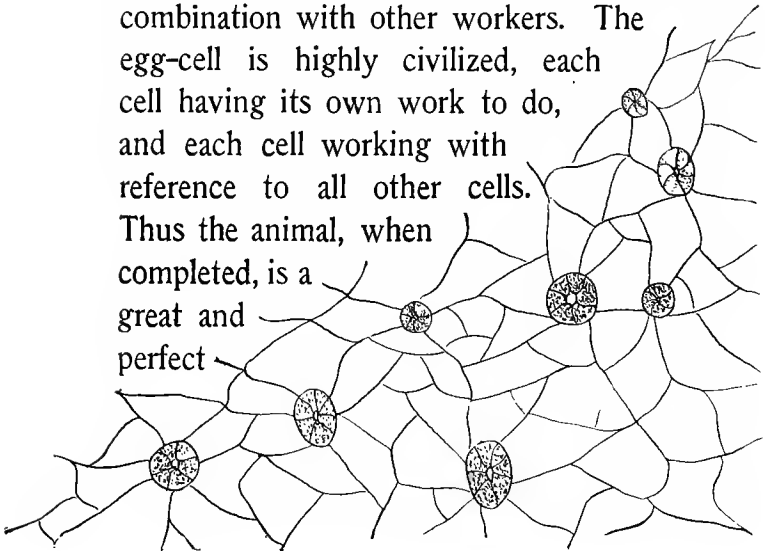 combination with other workers. The
egg-cell is highly civilized, each
cell having its own work to do,
and each cell working with
reference to all other cells.
Thus the animal, when
completed, is a
great and
perfect